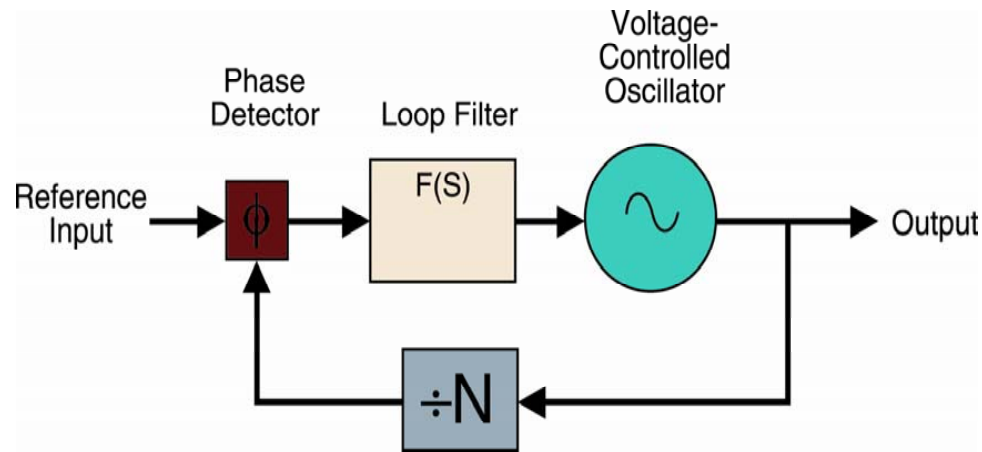 Voltage-
Controlled
Oscillator
Phase
Detector
Loop Filter
Reference
Input
ϕ
F(S)
Output
÷N